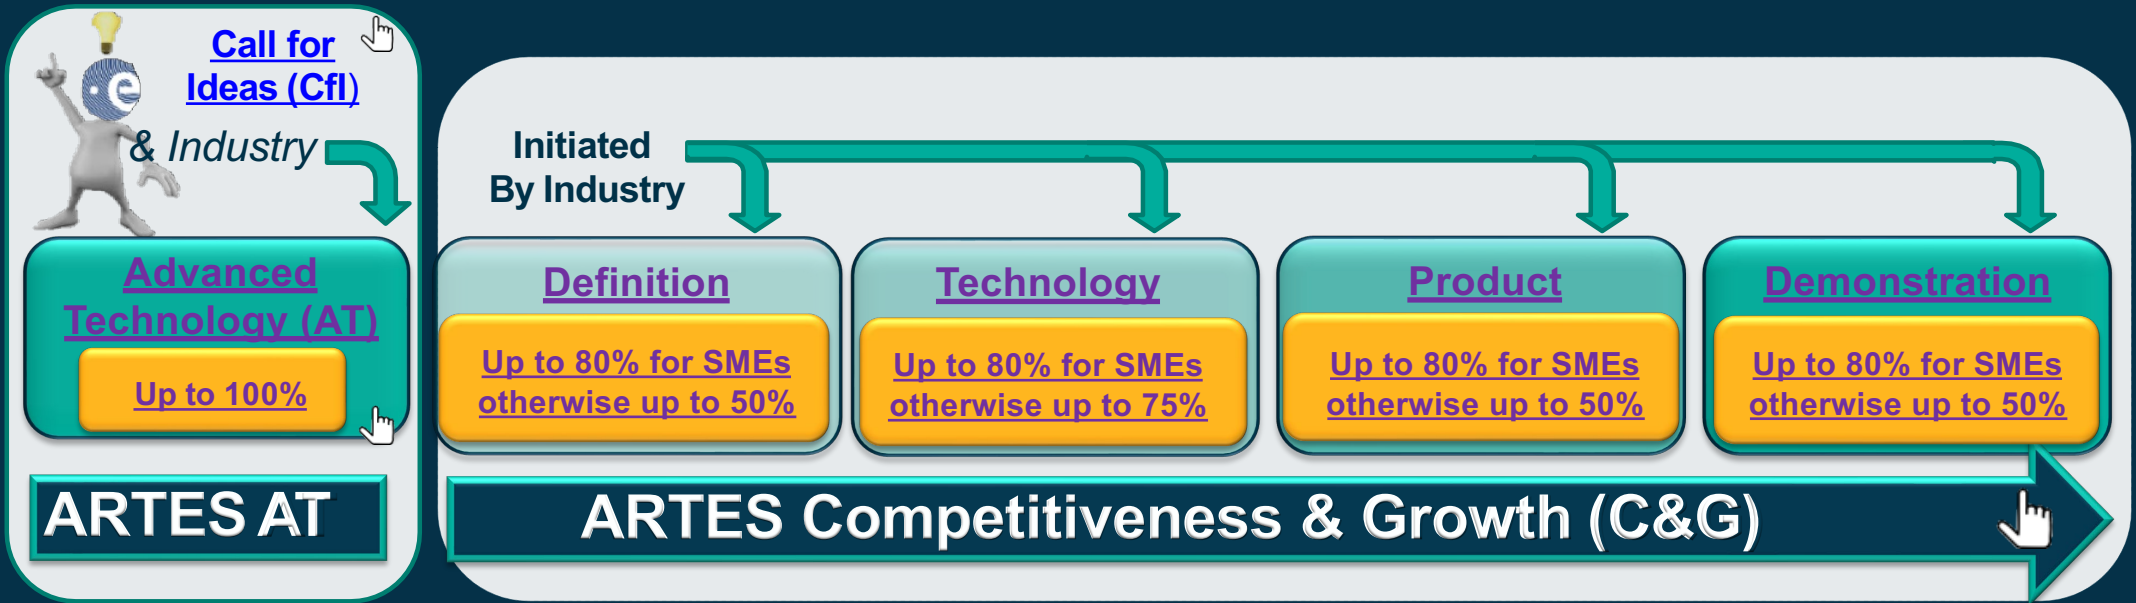 Call for
Ideas (CfI)
& Industry
Advanced
Technology (AT)
Up to 100%
ARTES AT
Initiated
By Industry
Definition
Up to 80% for SMEs
otherwise up to 50%
Technology
Up to 80% for SMEs
otherwise up to 75%
Product
Up to 80% for SMEs
otherwise up to 50%
Demonstration
Up to 80% for SMEs
otherwise up to 50%
ARTES Competitiveness & Growth (C&G)